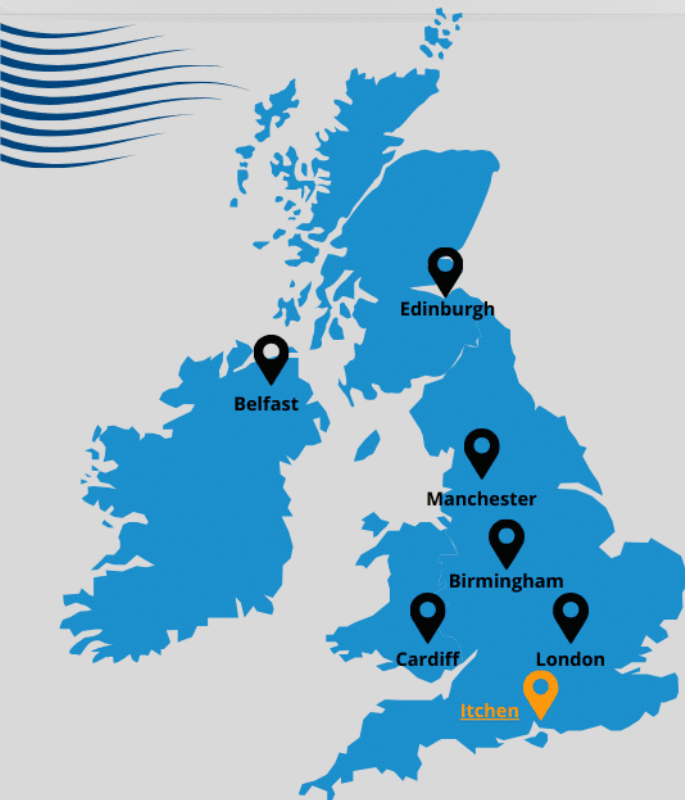 Edinburgh
Belfast
Manchester
Birmingham
Cardiff
London
Itchen